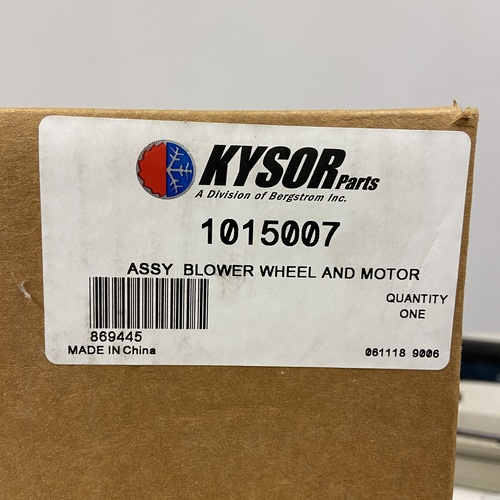 KYSOR Parts
A Division of Bergstrom Inc.
1015007
ASSY BLOWER WHEEL AND MOTOR
QUANTITY
ONE
869445
MADE IN China
061118 9006